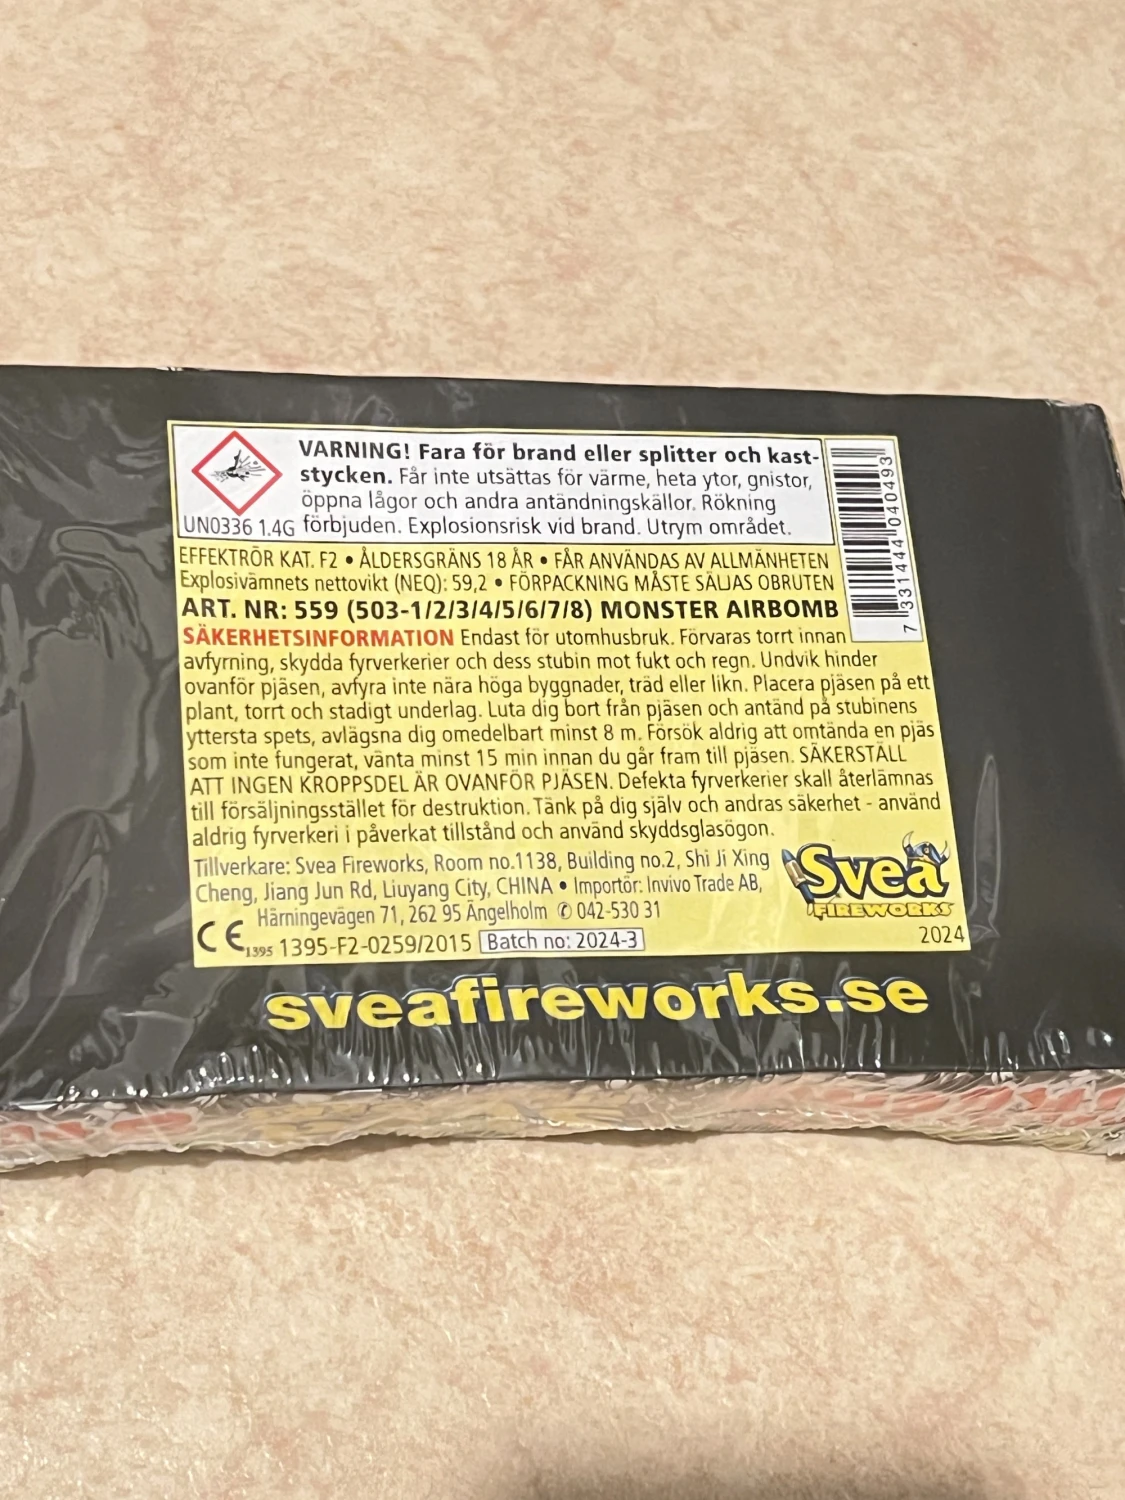 VARNING! Fara för brand eller splitter och kast-
stycken. Får inte utsättas för värme, heta ytor, gnistor,
öppna lågor och andra antändningskällor. Rökning
förbjuden. Explosionsrisk vid brand. Utrym området.
UN0336 1.4G
7 331444 040493
EFFEKTRÖR KAT. F2 • ÅLDERSGRÄNS 18 ÅR • FÅR ANVÄNDAS AV ALLMÄNHETEN
Explosivämnets nettovikt (NEQ): 59,2 • FÖRPACKNING MÅSTE SÄLJAS OBRUTEN
ART. NR: 559 (503-1/2/3/4/5/6/7/8) MONSTER AIRBOMB
SÄKERHETSINFORMATION Endast för utomhusbruk. Förvaras torrt innan
avfyrning, skydda fyrverkerier och dess stubin mot fukt och regn. Undvik hinder
ovanför pjäsen, avfyra inte nära höga byggnader, träd eller likn. Placera pjäsen på ett
plant, torrt och stadigt underlag. Luta dig bort från pjäsen och antänd på stubinens
yttersta spets, avlägsna dig omedelbart minst 8 m. Försök aldrig att omtända en pjäs
som inte fungerat, vänta minst 15 min innan du går fram till pjäsen. SÄKERSTÄLL
ATT INGEN KROPPSDEL ÄR OVANFÖR PJÄSEN. Defekta fyrverkerier skall återlämnas
till försäljningsstället för destruktion. Tänk på dig själv och andras säkerhet - använd
aldrig fyrverkeri i påverkat tillstånd och använd skyddsglasögon.
Tillverkare: Svea Fireworks, Room no.1138, Building no.2, Shi Ji Xing
Cheng, Jiang Jun Rd, Liuyang City, CHINA • Importör: Invivo Trade AB,
Härningevägen 71, 262 95 Ängelholm ✆ 042-530 31
CE 1395 1395-F2-0259/2015 Batch no: 2024-3
Svea
FIREWORKS
2024
sveafireworks.se